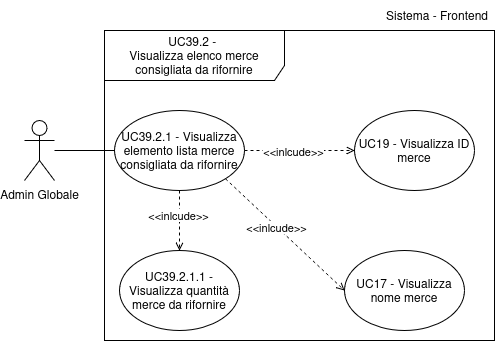 Sistema - Frontend
UC39.2 -
Visualizza elenco merce
consigliata da rifornire
UC39.2.1 - Visualizza
elemento lista merce
consigliata da rifornire
<<inlcude>>
UC19 - Visualizza ID
merce
Admin Globale
<<inlcude>>
<<inlcude>>
UC39.2.1.1 -
Visualizza quantità
merce da rifornire
UC17 - Visualizza
nome merce